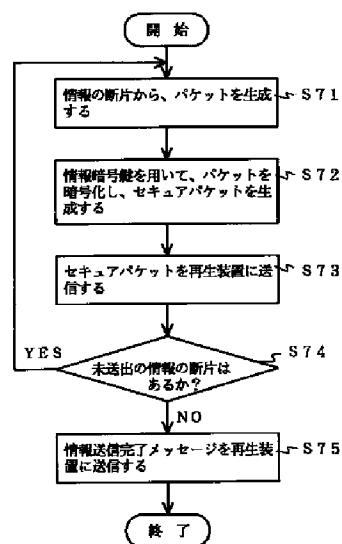 開 始
情報の断片から、パケットを生成
する
S71
情報暗号鍵を用いて、パケットを
暗号化し、セキュアパケットを生
成する
S72
セキュアパケットを再生装置に送
信する
S73
YES
未送出の情報の断片は
あるか?
S74
NO
情報送信完了メッセージを再生装
置に送信する
S75
終 了